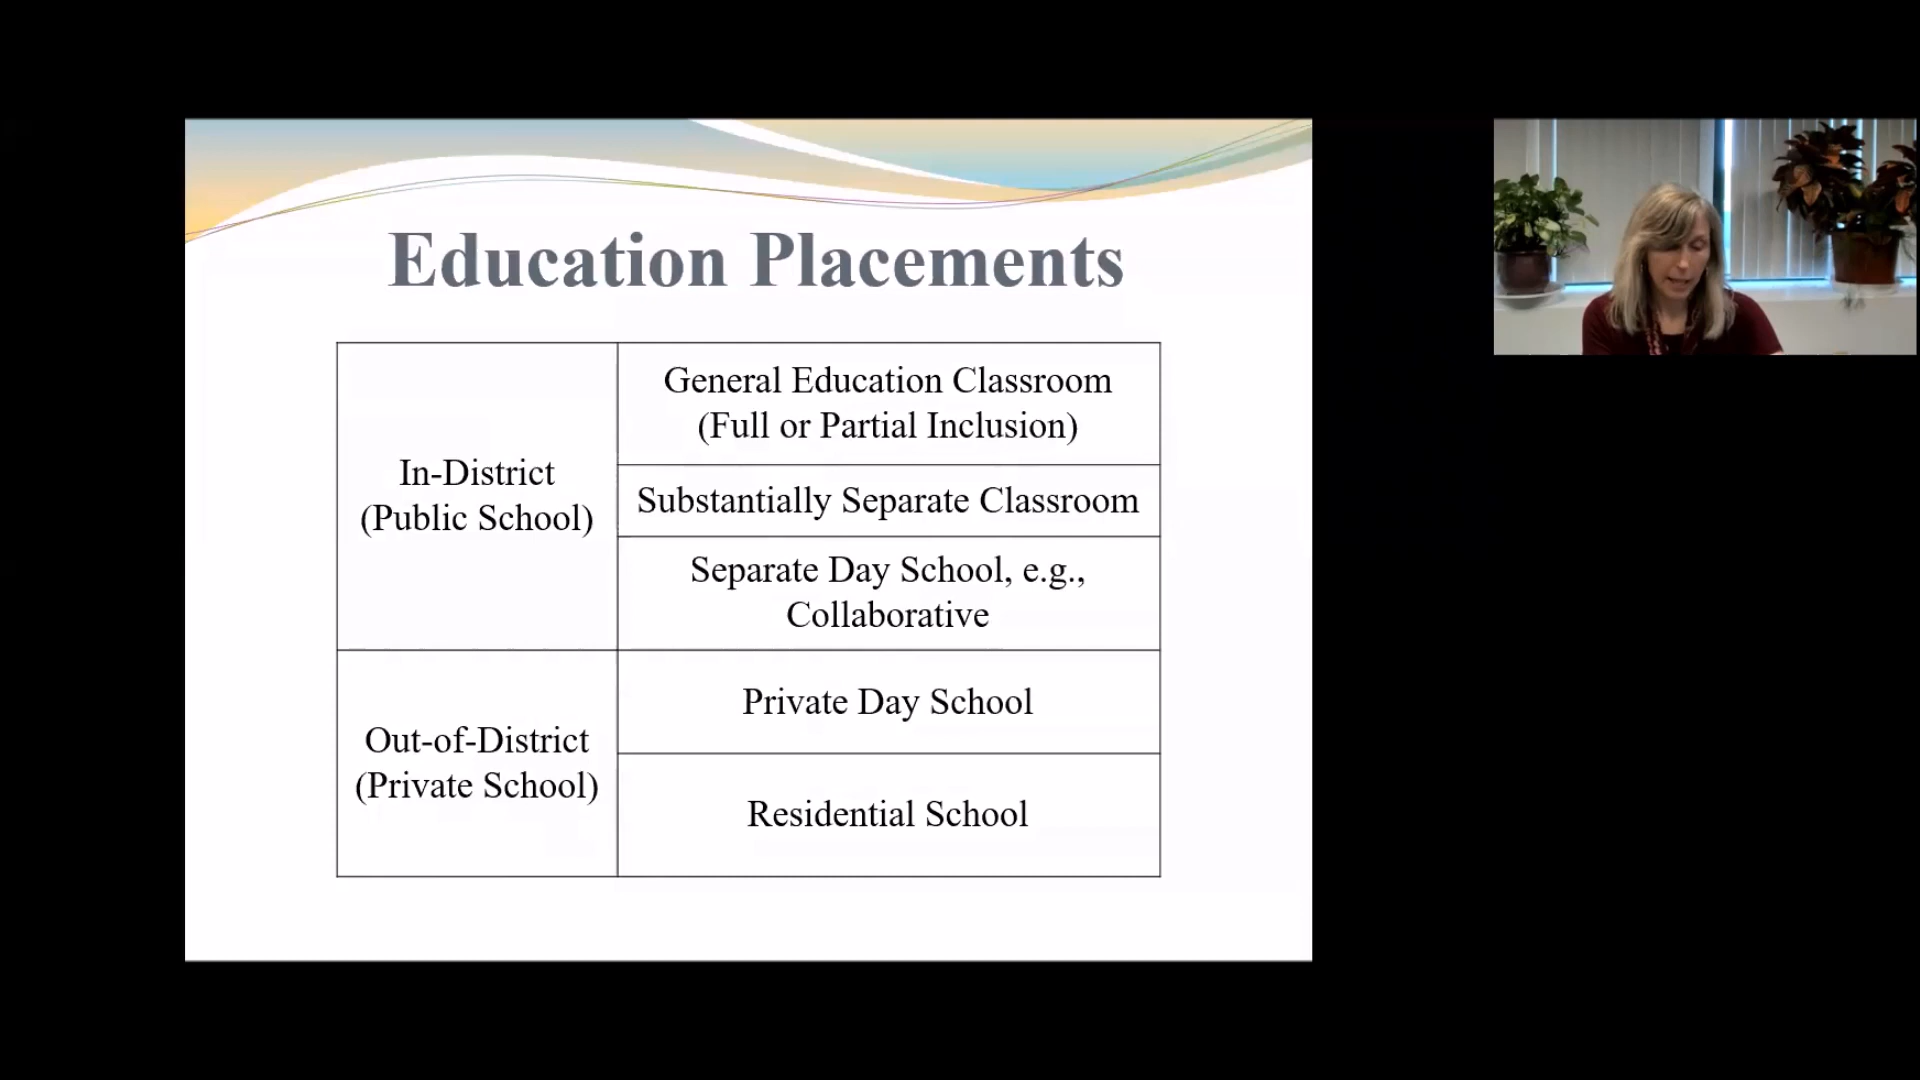 Education Placements
In-District
(Public School)
General Education Classroom
(Full or Partial Inclusion)
Substantially Separate Classroom
Separate Day School, e.g.,
Collaborative
Out-of-District
(Private School)
Private Day School
Residential School